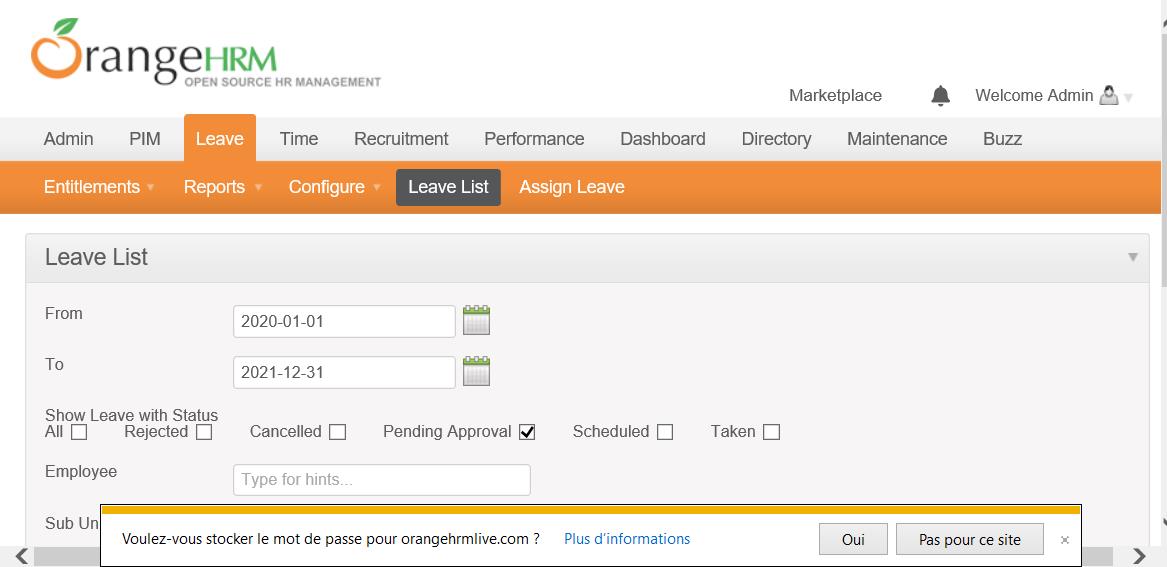 OrangeHRM
OPEN SOURCE HR MANAGEMENT
Marketplace Welcome Admin
Admin PIM Leave Time Recruitment Performance Dashboard Directory Maintenance Buzz
Entitlements Reports Configure Leave List Assign Leave
Leave List
From 2020-01-01
To 2021-12-31
Show Leave with Status
All Rejected Cancelled Pending Approval Scheduled Taken
Employee Type for hints...
Sub Un
Voulez-vous stocker le mot de passe pour orangehrmlive.com ? Plus d'informations Oui Pas pour ce site ×